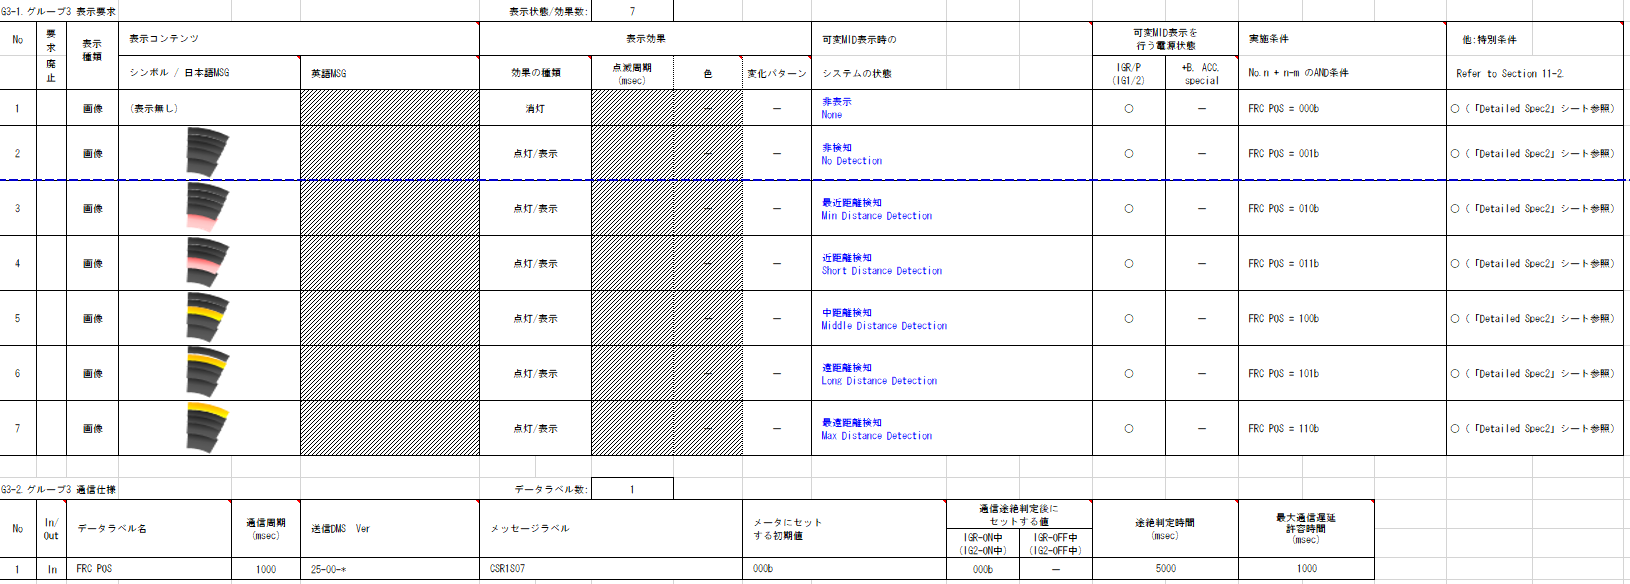 G3-1. グループ3 表示要求 表示状態/効果数: 7
No 要求廃止 表示種類 表示コンテンツ 表示効果 可変MID表示時の 可変MID表示を行う電源状態 実施条件 他:特別条件
シンボル / 日本語MSG 英語MSG 効果の種類 点滅周期 (msec) 色 変化パターン システムの状態 IGR/P (IG1/2) +B. ACC. special No.n + n-m のAND条件 Refer to Section 11-2.
1 画像 (表示無し) 消灯 — — 非表示 None ○ — FRC POS = 000b ○ (「Detailed Spec2」シート参照)
2 画像 点灯/表示 — — 非検知 No Detection ○ — FRC POS = 001b ○ (「Detailed Spec2」シート参照)
3 画像 点灯/表示 — — 最近距離検知 Min Distance Detection ○ — FRC POS = 010b ○ (「Detailed Spec2」シート参照)
4 画像 点灯/表示 — — 近距離検知 Short Distance Detection ○ — FRC POS = 011b ○ (「Detailed Spec2」シート参照)
5 画像 点灯/表示 — — 中距離検知 Middle Distance Detection ○ — FRC POS = 100b ○ (「Detailed Spec2」シート参照)
6 画像 点灯/表示 — — 遠距離検知 Long Distance Detection ○ — FRC POS = 101b ○ (「Detailed Spec2」シート参照)
7 画像 点灯/表示 — — 最遠距離検知 Max Distance Detection ○ — FRC POS = 110b ○ (「Detailed Spec2」シート参照)
G3-2. グループ3 通信仕様 データラベル数: 1
No In/Out データラベル名 通信周期 (msec) 送信DMS Ver メッセージラベル メータにセットする初期値 通信途絶判定後にセットする値 途絶判定時間 (msec) 最大通信遅延許容時間 (msec)
IGR-ON中 (IG2-ON中) IGR-OFF中 (IG2-OFF中)
1 In FRC POS 1000 25-00-* CSR1S07 000b 000b — 5000 1000